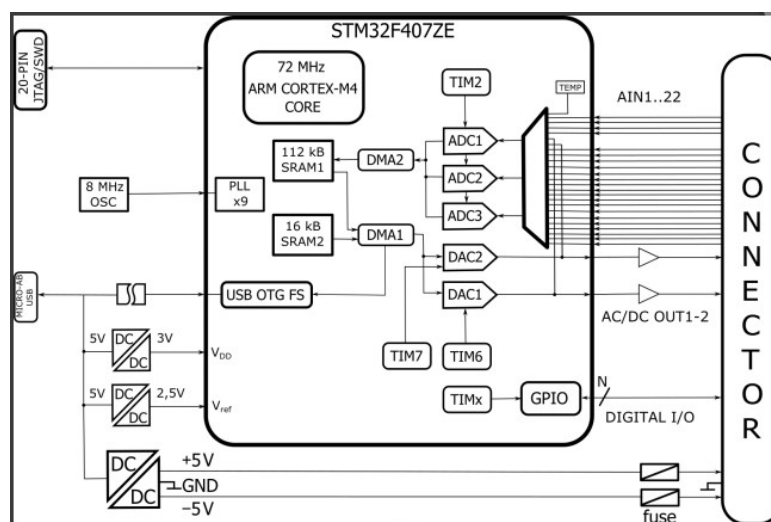 STM32F407ZE
20-PIN
JTAG/SWD
72 MHz
ARM CORTEX-M4
CORE
TIM2
TEMP
AIN1..22
ADC1
112 kB
SRAM1
DMA2
ADC2
8 MHz
OSC
PLL
x9
ADC3
16 kB
SRAM2
DMA1
DAC2
MICRO-AB
USB
USB OTG FS
DAC1
AC/DC OUT1-2
5V
DC
DC
3V
VDD
TIM7
TIM6
5V
DC
DC
2,5V
Vref
TIMx
GPIO
N
DIGITAL I/O
CONNECTOR
DC
DC
+5V
GND
−5V
fuse